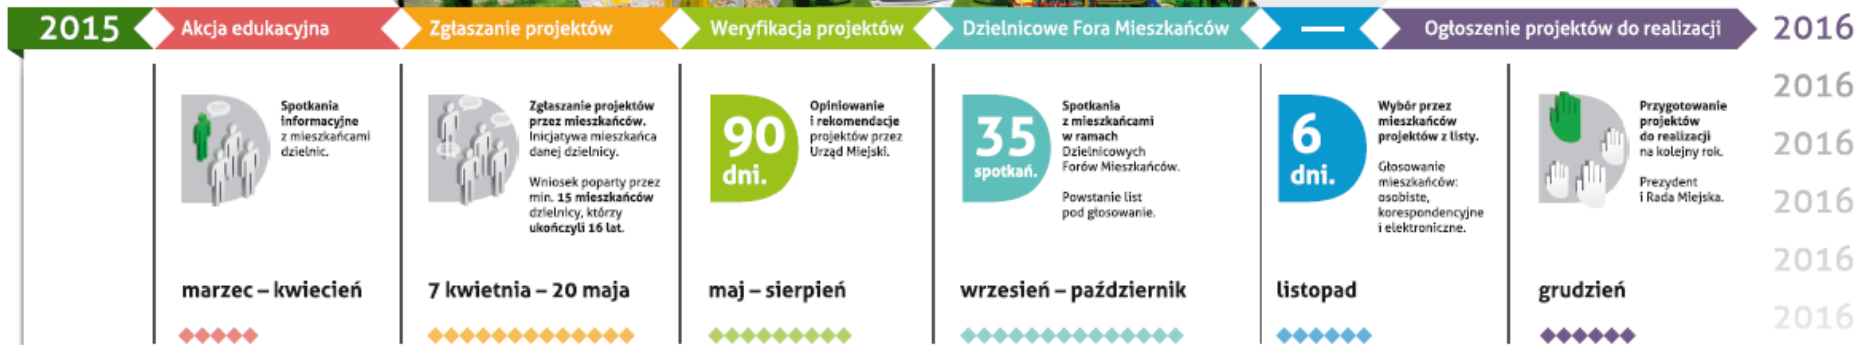 2015
Akcja edukacyjna
Zgłaszanie projektów
Weryfikacja projektów
Dzielnicowe Fora Mieszkańców
—
Ogłoszenie projektów do realizacji
2016
Spotkania
informacyjne
z mieszkańcami
dzielnic.
marzec – kwiecień
Zgłaszanie projektów
przez mieszkańców.
Inicjatywa mieszkańca
danej dzielnicy.
Wniosek poparty przez
min. 15 mieszkańców
dzielnicy, którzy
ukończyli 16 lat.
7 kwietnia – 20 maja
90
dni.
Opiniowanie
i rekomendacje
projektów przez
Urząd Miejski.
maj – sierpień
35
spotkań.
Spotkania
z mieszkańcami
w ramach
Dzielnicowych
Forów Mieszkańców.
Powstanie list
pod głosowanie.
wrzesień – październik
6
dni.
Wybór przez
mieszkańców
projektów z listy.
Głosowanie
mieszkańców:
osobiste,
korespondencyjne
i elektroniczne.
listopad
Przygotowanie
projektów
do realizacji
na kolejny rok.
Prezydent
i Rada Miejska.
grudzień
2016
2016
2016
2016
2016